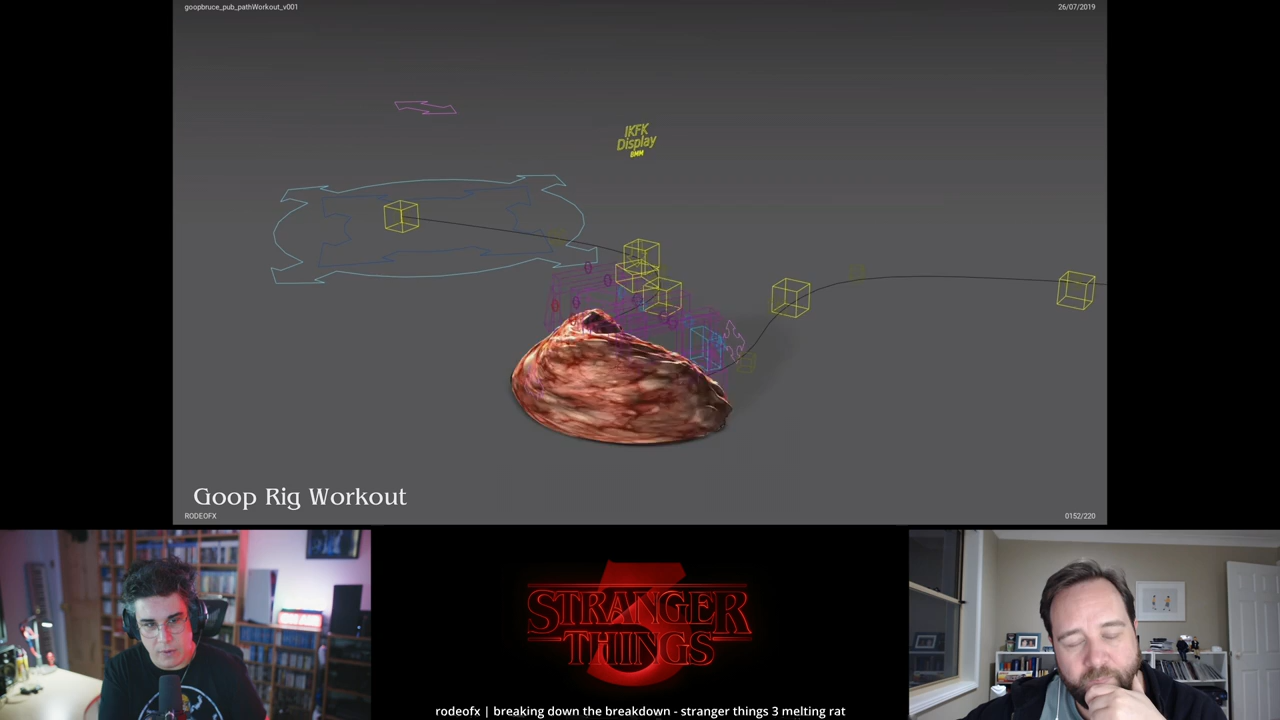 goopbruce_pub_pathWorkout_v001
26/07/2019
IKFK
Display
Goop Rig Workout
RODEOFX
0152/220
STRANGER
3
THINGS
rodeofx | breaking down the breakdown - stranger things 3 melting rat